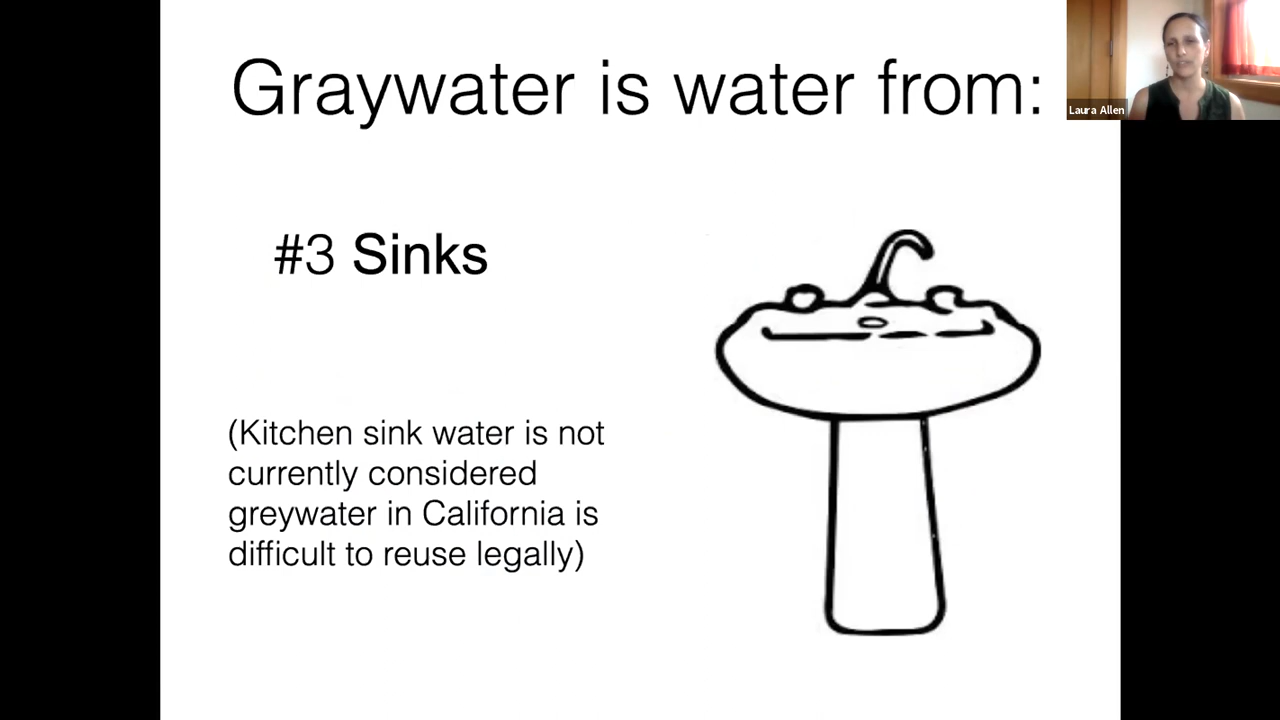 Graywater is water from:
Laura Allen
#3 Sinks
(Kitchen sink water is not
currently considered
greywater in California is
difficult to reuse legally)